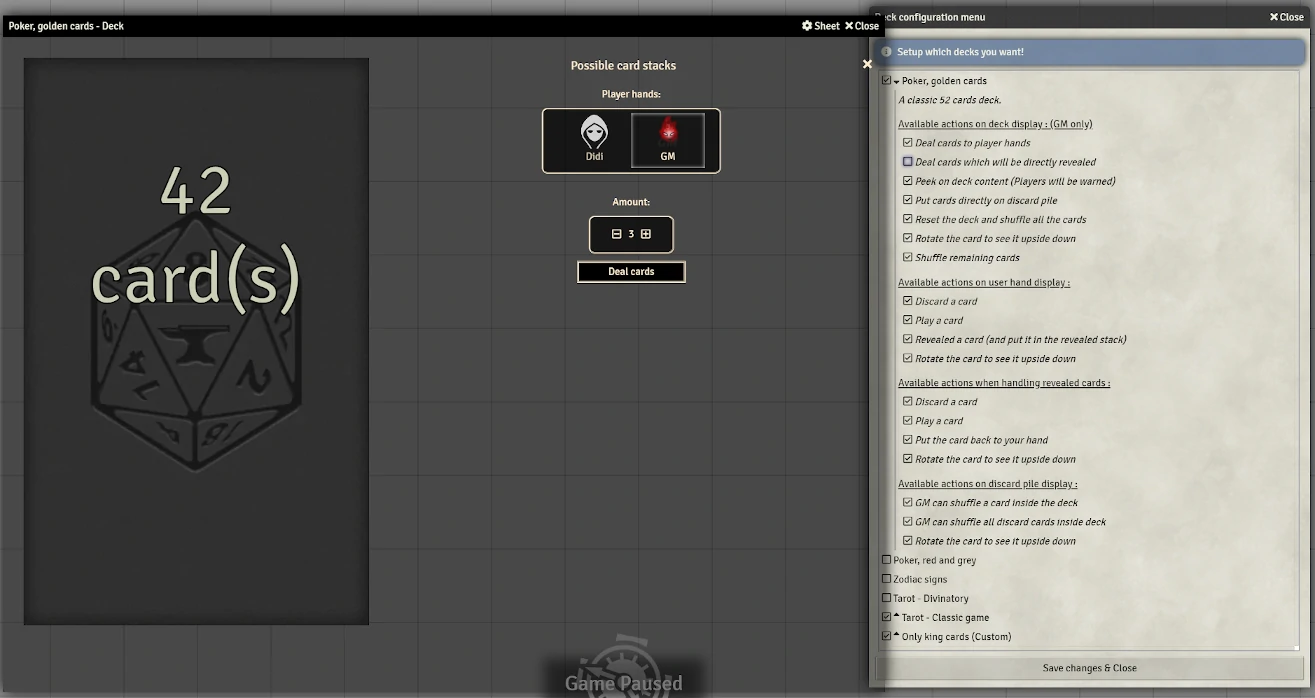 Poker, golden cards - Deck
Sheet
Close
42
card(s)
Possible card stacks
Player hands:
Didi
GM
Amount:
3
Deal cards
Game Paused
Deck configuration menu
Close
Setup which decks you want!
Poker, golden cards
A classic 52 cards deck.
Available actions on deck display : (GM only)
Deal cards to player hands
Deal cards which will be directly revealed
Peek on deck content (Players will be warned)
Put cards directly on discard pile
Reset the deck and shuffle all the cards
Rotate the card to see it upside down
Shuffle remaining cards
Available actions on user hand display :
Discard a card
Play a card
Revealed a card (and put it in the revealed stack)
Rotate the card to see it upside down
Available actions when handling revealed cards :
Discard a card
Play a card
Put the card back to your hand
Rotate the card to see it upside down
Available actions on discard pile display :
GM can shuffle a card inside the deck
GM can shuffle all discard cards inside deck
Rotate the card to see it upside down
Poker, red and grey
Zodiac signs
Tarot - Divinatory
Tarot - Classic game
Only king cards (Custom)
Save changes & Close